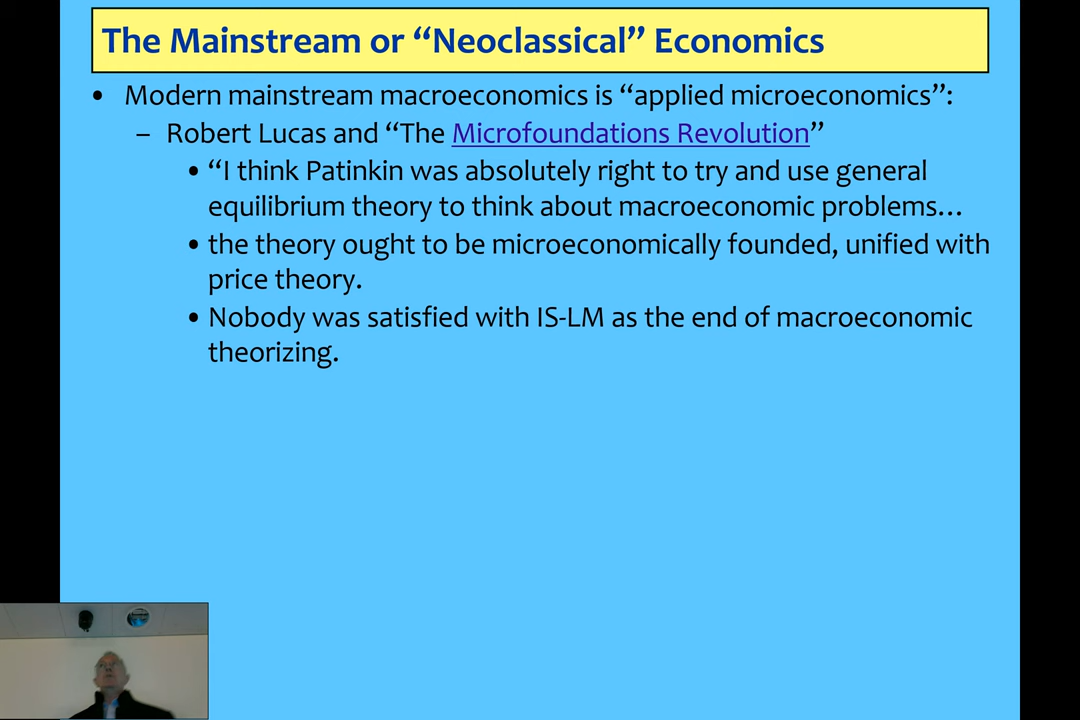 The Mainstream or “Neoclassical” Economics
• Modern mainstream macroeconomics is “applied microeconomics”:
– Robert Lucas and “The Microfoundations Revolution”
• “I think Patinkin was absolutely right to try and use general
equilibrium theory to think about macroeconomic problems…
• the theory ought to be microeconomically founded, unified with
price theory.
• Nobody was satisfied with IS-LM as the end of macroeconomic
theorizing.